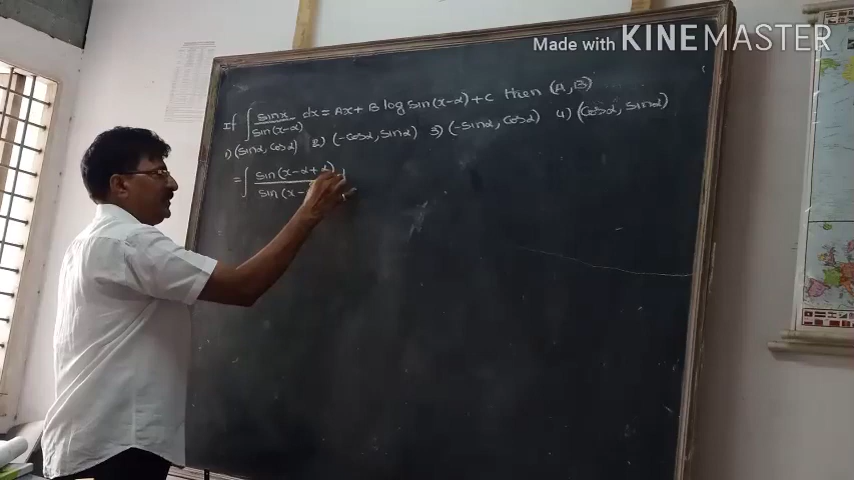 Made with KINEMASTER
If ∫ sinx/sin(x-α) dx = Ax + B log sin(x-α) + C then (A, B)
1) (sinα, cosα) 2) (-cosα, sinα) 3) (-sinα, cosα) 4) (cosα, sinα)
= ∫ sin(x-α+α)/sin(x-